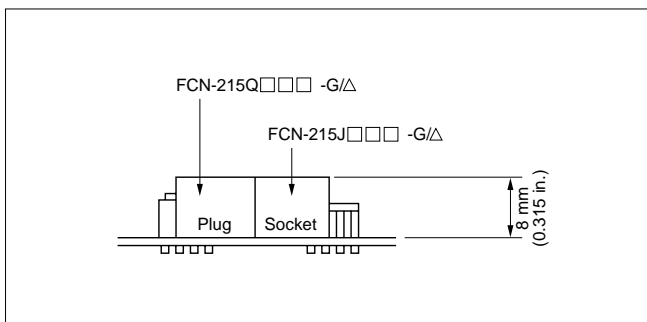 FCN-215Q□□□ -G/△
FCN-215J□□□ -G/△
Plug
Socket
8 mm
(0.315 in.)